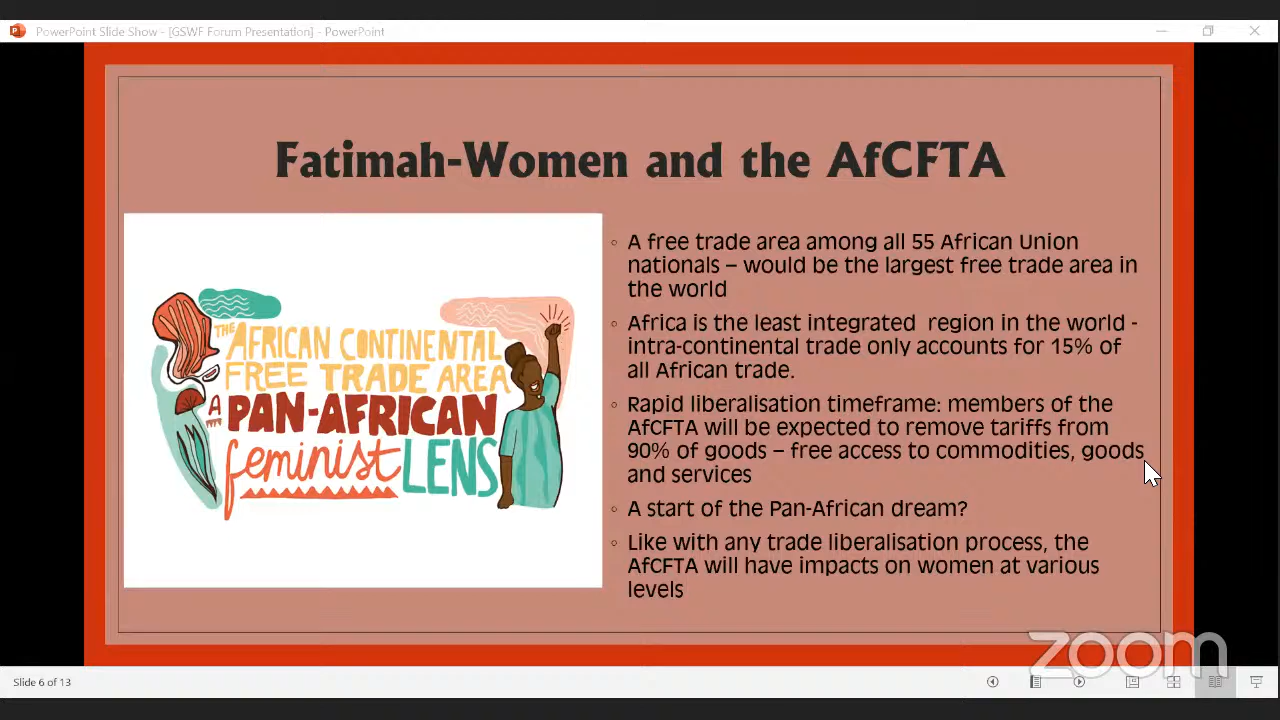 PowerPoint Slide Show - [GSWF Forum Presentation] - PowerPoint
Fatimah-Women and the AfCFTA
THE
AFRICAN CONTINENTAL
FREE TRADE AREA
A
PAN-AFRICAN
feminist LENS
◦ A free trade area among all 55 African Union
nationals – would be the largest free trade area in
the world
◦ Africa is the least integrated  region in the world -
intra-continental trade only accounts for 15% of
all African trade.
◦ Rapid liberalisation timeframe: members of the
AfCFTA will be expected to remove tariffs from
90% of goods – free access to commodities, goods
and services
◦ A start of the Pan-African dream?
◦ Like with any trade liberalisation process, the
AfCFTA will have impacts on women at various
levels
zoom
Slide 6 of 13